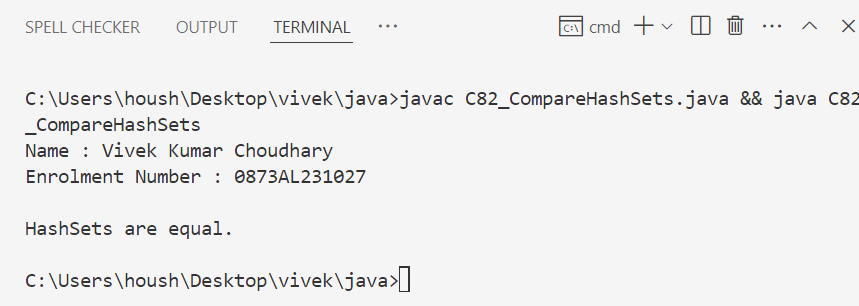 SPELL CHECKER OUTPUT TERMINAL ··· cmd
C:\Users\housh\Desktop\vivek\java>javac C82_CompareHashSets.java && java C82
_CompareHashSets
Name : Vivek Kumar Choudhary
Enrolment Number : 0873AL231027
HashSets are equal.
C:\Users\housh\Desktop\vivek\java>